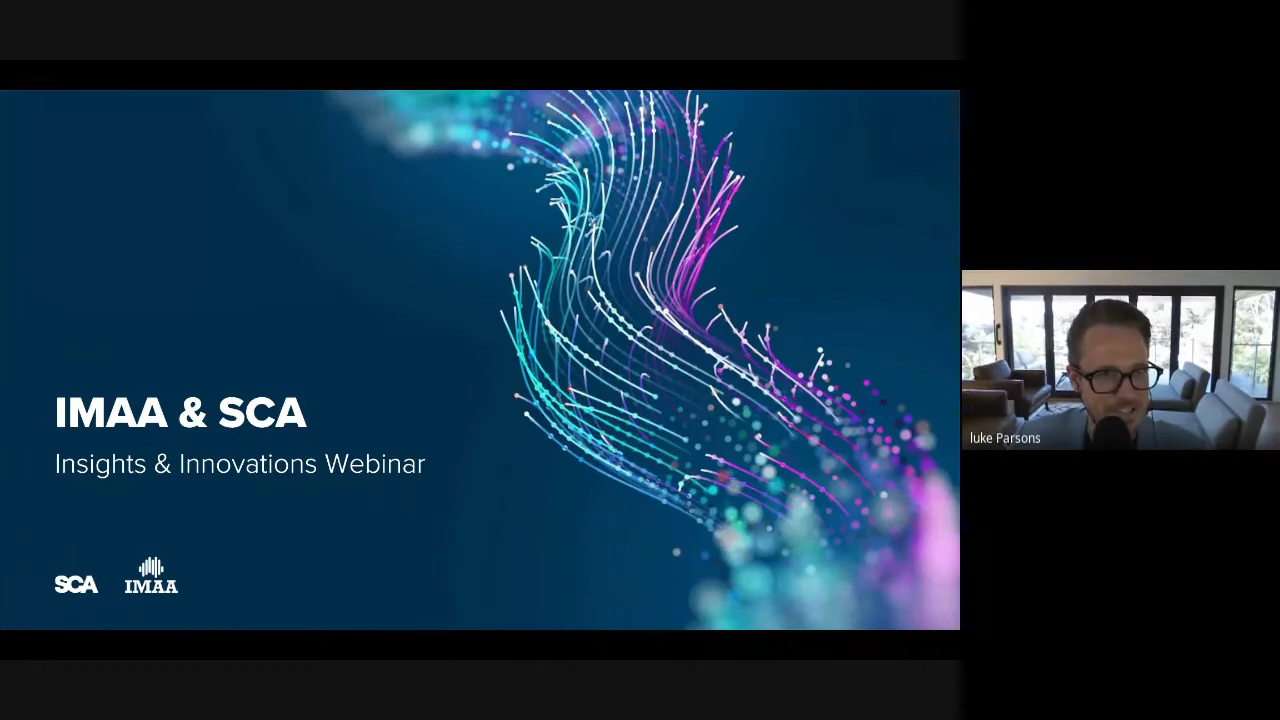 IMAA & SCA
Insights & Innovations Webinar
SCA
IMAA
luke Parsons